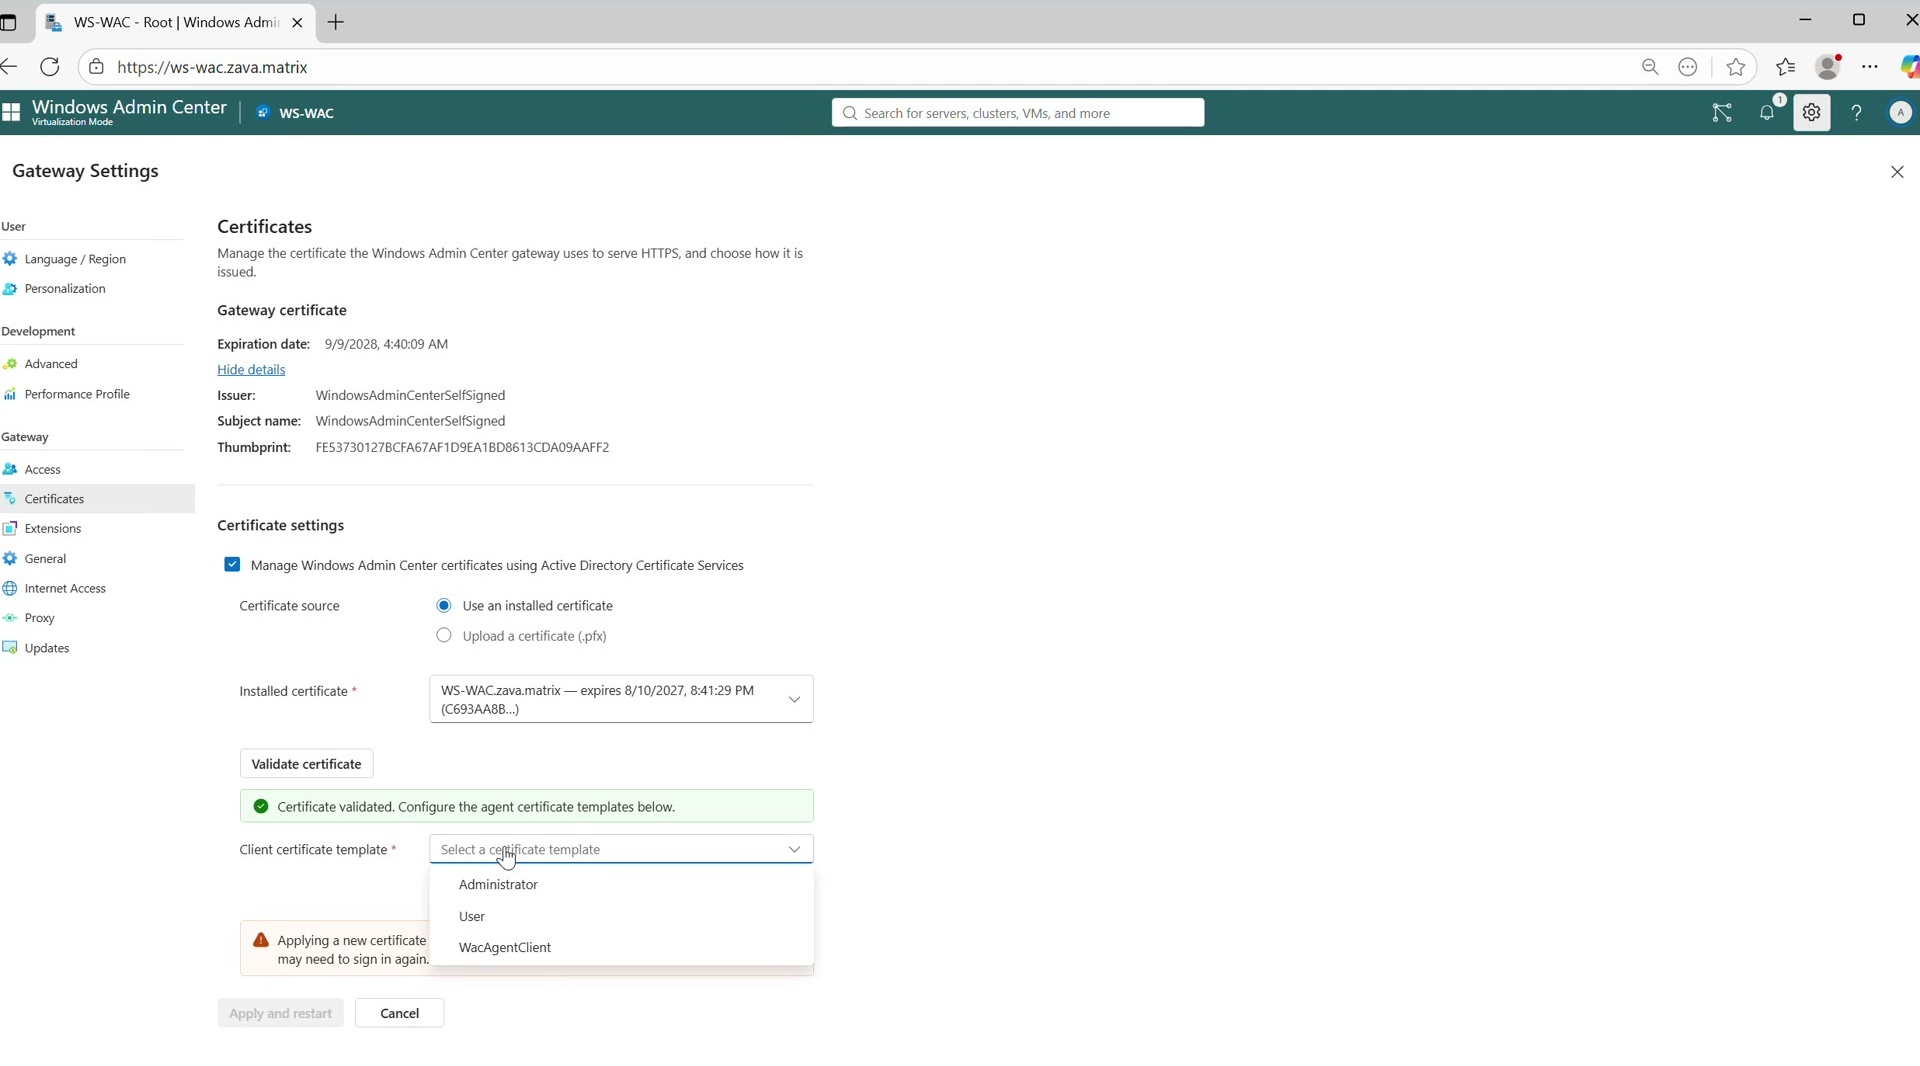 WS-WAC - Root | Windows Admi
https://ws-wac.zava.matrix
Windows Admin Center
Virtualization Mode
WS-WAC
Search for servers, clusters, VMs, and more
1
?
A
Gateway Settings
User
Language / Region
Personalization
Development
Advanced
Performance Profile
Gateway
Access
Certificates
Extensions
General
Internet Access
Proxy
Updates
Certificates
Manage the certificate the Windows Admin Center gateway uses to serve HTTPS, and choose how it is
issued.
Gateway certificate
Expiration date: 9/9/2028, 4:40:09 AM
Hide details
Issuer: WindowsAdminCenterSelfSigned
Subject name: WindowsAdminCenterSelfSigned
Thumbprint: FE53730127BCFA67AF1D9EA1BD8613CDA09AAFF2
Certificate settings
Manage Windows Admin Center certificates using Active Directory Certificate Services
Certificate source
Use an installed certificate
Upload a certificate (.pfx)
Installed certificate *
WS-WAC.zava.matrix — expires 8/10/2027, 8:41:29 PM
(C693AA8B...)
Validate certificate
Certificate validated. Configure the agent certificate templates below.
Client certificate template *
Select a certificate template
Administrator
User
WacAgentClient
Applying a new certificate
may need to sign in again.
Apply and restart
Cancel